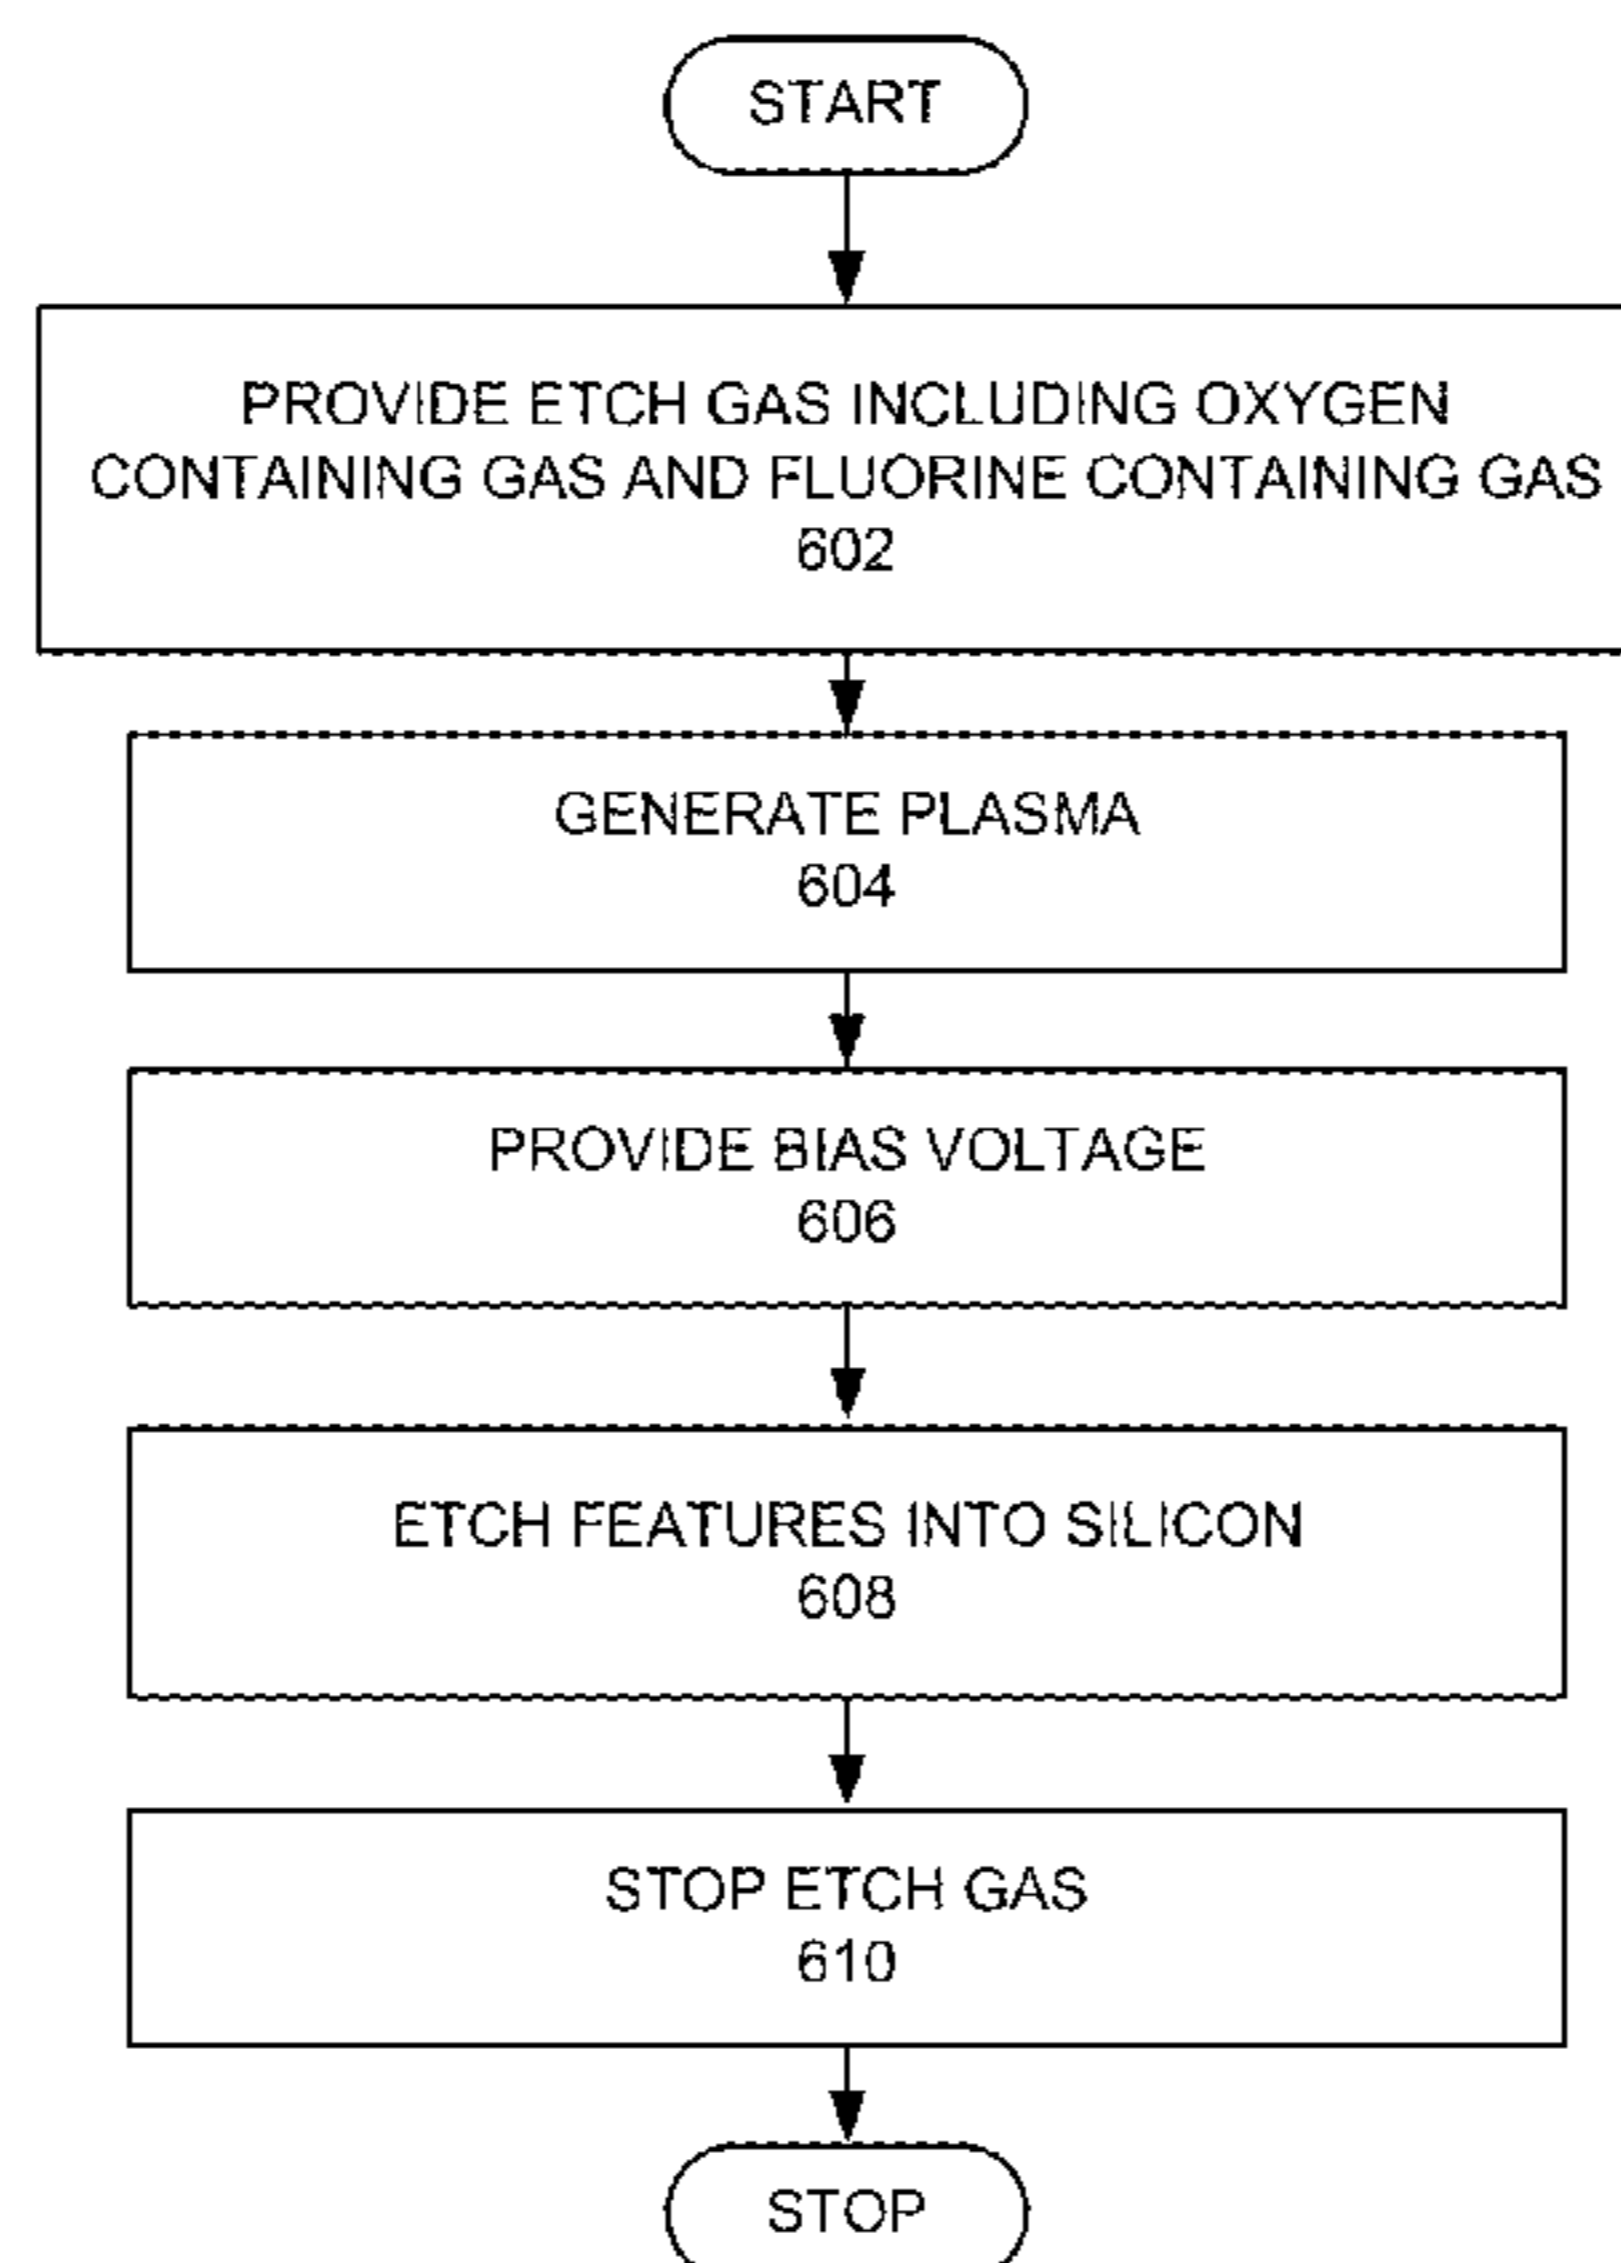 START
PROVIDE ETCH GAS INCLUDING OXYGEN
CONTAINING GAS AND FLUORINE CONTAINING GAS
602
GENERATE PLASMA
604
PROVIDE BIAS VOLTAGE
606
ETCH FEATURES INTO SILICON
608
STOP ETCH GAS
610
STOP